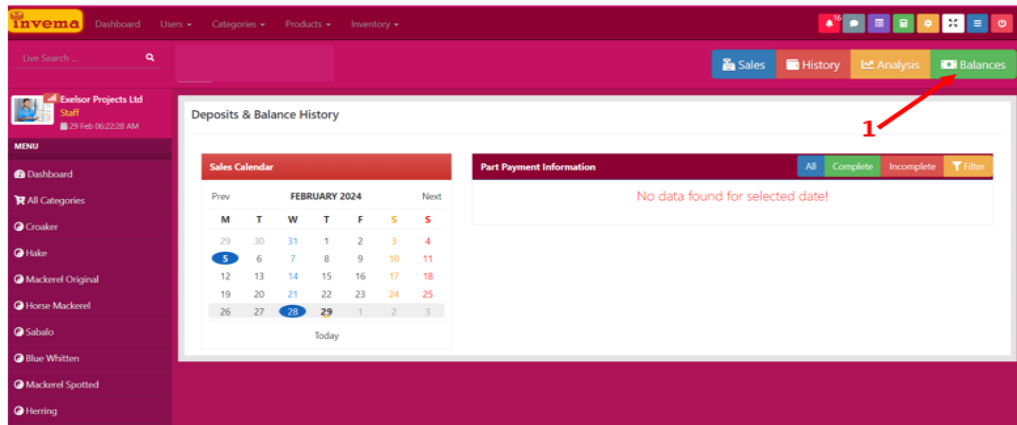 invema Dashboard Users Categories Products Inventory 16
Live Search ...
Sales History Analysis Balances
1
Exelsor Projects Ltd
Staff
29 Feb 06:22:28 AM
MENU
Dashboard
All Categories
Croaker
Hake
Mackerel Original
Horse Mackerel
Sabalo
Blue Whitten
Mackerel Spotted
Herring
Deposits & Balance History
Sales Calendar
Prev FEBRUARY 2024 Next
M T W T F S S
29 30 31 1 2 3 4
5 6 7 8 9 10 11
12 13 14 15 16 17 18
19 20 21 22 23 24 25
26 27 28 29 1 2 3
Today
Part Payment Information All Complete Incomplete Filter
No data found for selected date!